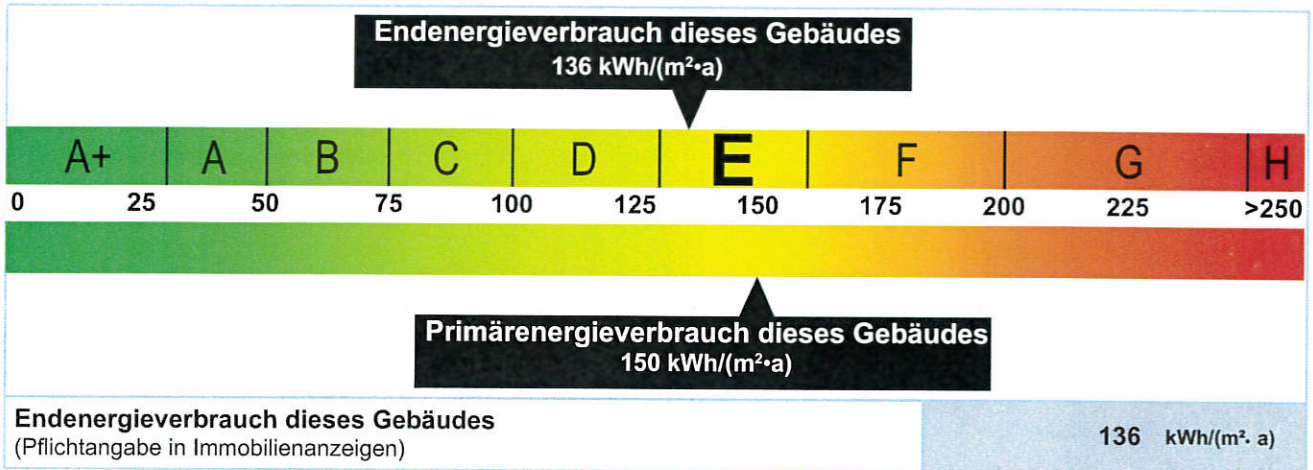 Endenergieverbrauch dieses Gebäudes
136 kWh/(m²•a)
A+ A B C D E F G H
0 25 50 75 100 125 150 175 200 225 >250
Primärenergieverbrauch dieses Gebäudes
150 kWh/(m²•a)
Endenergieverbrauch dieses Gebäudes
(Pflichtangabe in Immobilienanzeigen)
136 kWh/(m². a)